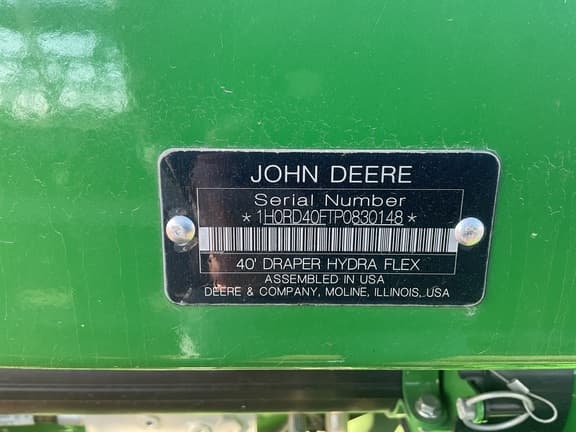 JOHN DEERE
Serial Number
*1H0RD40FTP0830148*
40' DRAPER HYDRA FLEX
ASSEMBLED IN USA
DEERE & COMPANY, MOLINE, ILLINOIS, USA